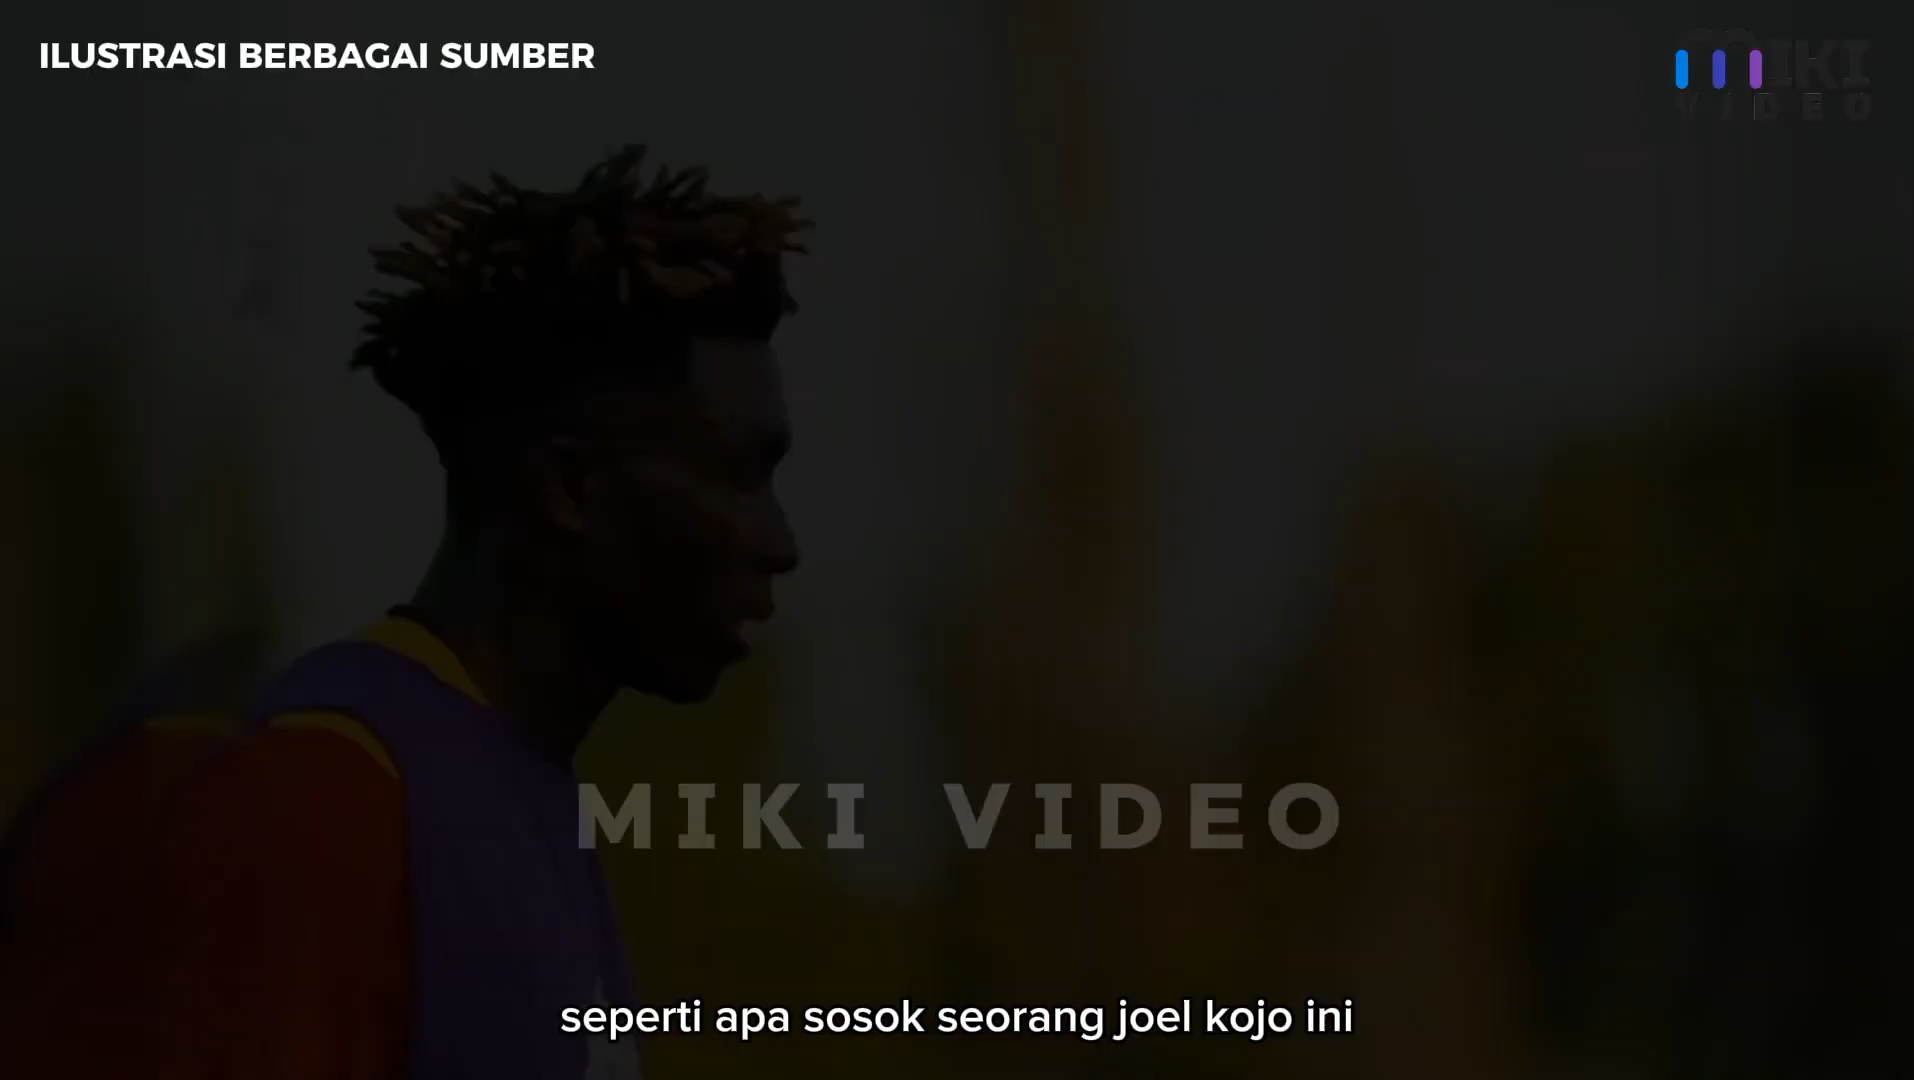 ILUSTRASI BERBAGAI SUMBER
MIKI
VIDEO
MIKI VIDEO
seperti apa sosok seorang joel kojo ini